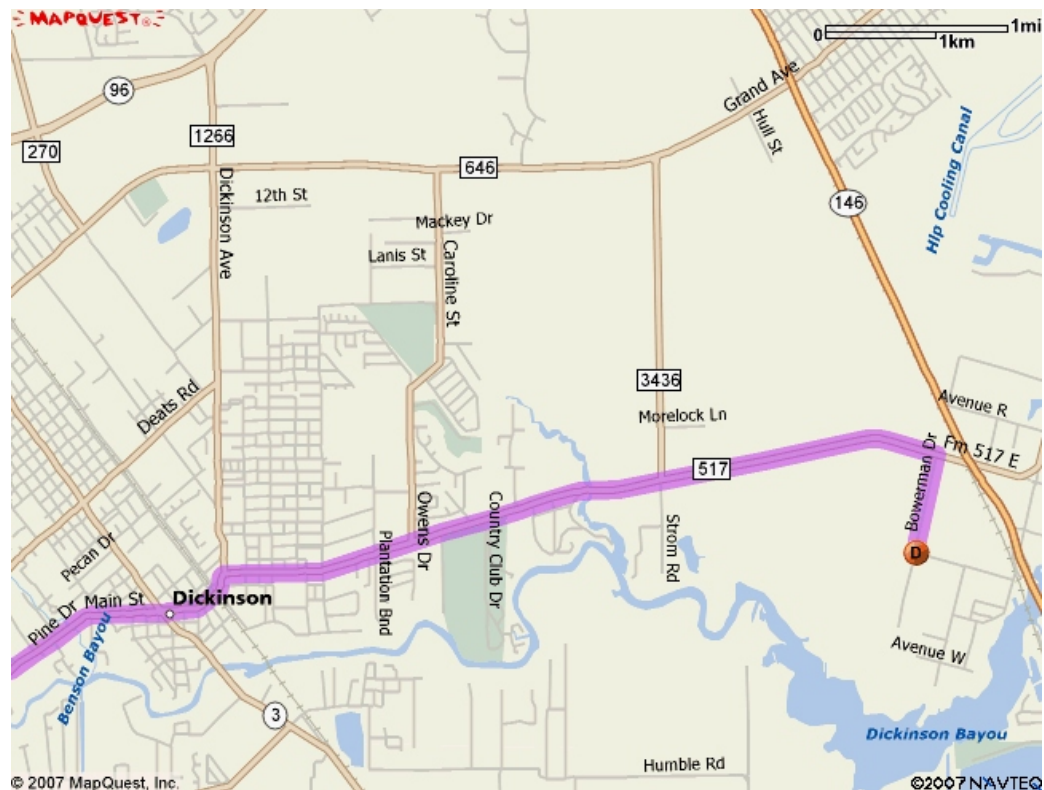 MAPQUEST
0
1mi
1km
96
Grand Ave
Hull St
1266
270
646
Dickinson Ave
12th St
146
Hlp Cooling Canal
Mackey Dr
Lanis St
Caroline St
Deats Rd
3436
Morelock Ln
Avenue R
Fm 517 E
517
Bowerman Dr
Owens Dr
Country Club Dr
Plantation Bnd
Strom Rd
Pecan Dr
D
Dickinson
Main St
Pine Dr
Benson Bayou
Avenue W
3
Dickinson Bayou
Humble Rd
© 2007 MapQuest, Inc.
©2007 NAVTEQ